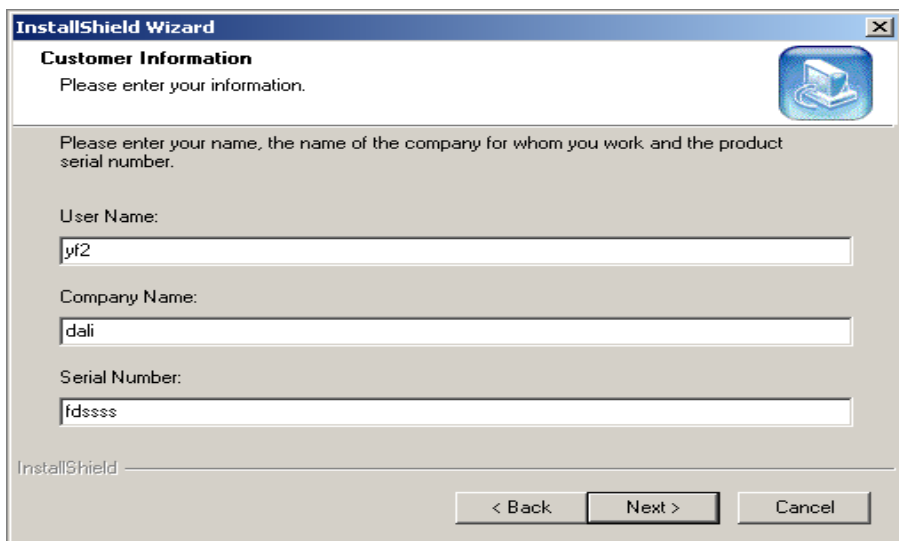 InstallShield Wizard
Customer Information
Please enter your information.
Please enter your name, the name of the company for whom you work and the product
serial number.
User Name:
yf2
Company Name:
dali
Serial Number:
fdssss
InstallShield
< Back Next > Cancel